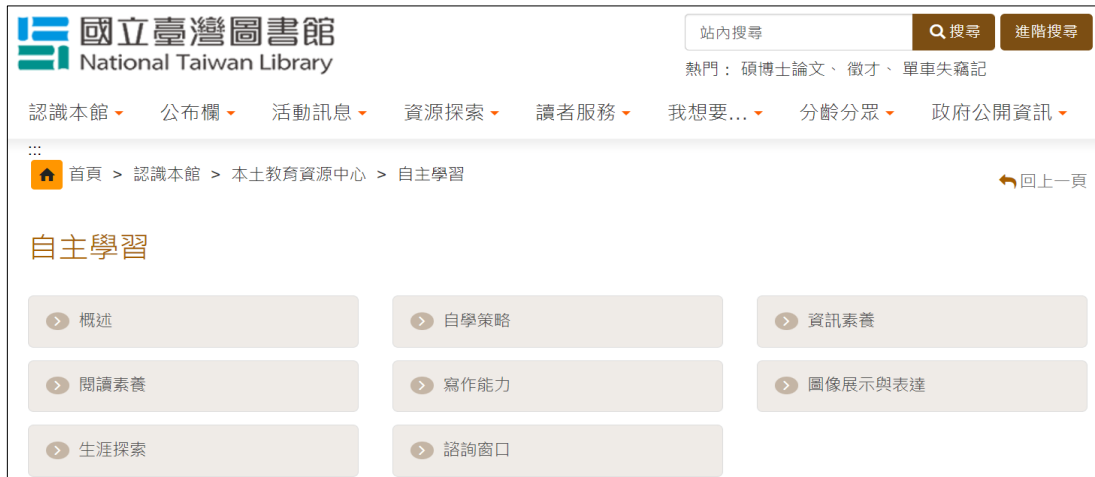 國立臺灣圖書館
National Taiwan Library
站內搜尋 搜尋 進階搜尋
熱門： 碩博士論文、 徵才、 單車失竊記
認識本館 公布欄 活動訊息 資源探索 讀者服務 我想要... 分齡分眾 政府公開資訊
:::
首頁 > 認識本館 > 本土教育資源中心 > 自主學習
回上一頁
自主學習
概述 自學策略 資訊素養
閱讀素養 寫作能力 圖像展示與表達
生涯探索 諮詢窗口